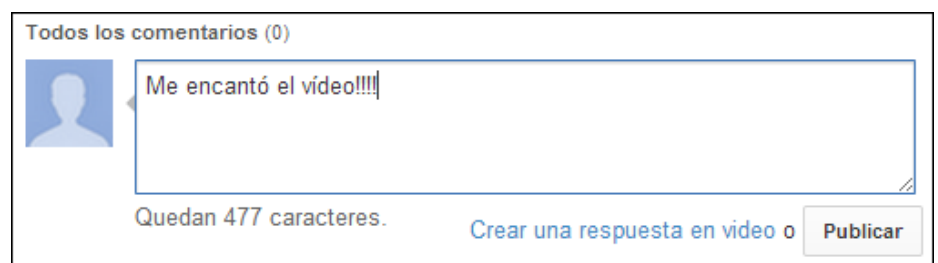 Todos los comentarios (0)
Me encantó el vídeo!!!!
Quedan 477 caracteres.
Crear una respuesta en video o Publicar